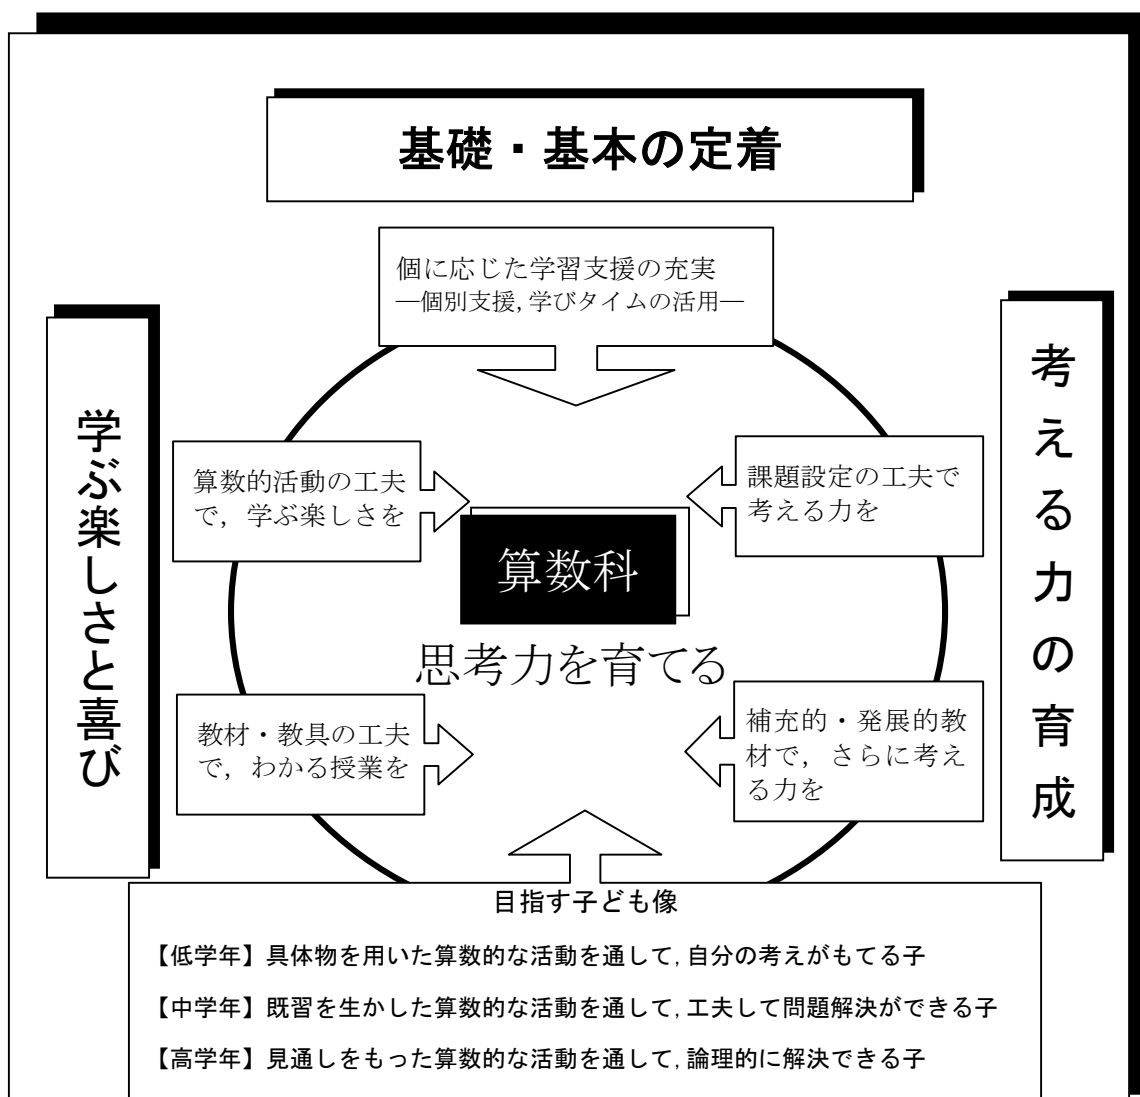 基礎・基本の定着
個に応じた学習支援の充実
―個別支援,学びタイムの活用―
学ぶ楽しさと喜び
考える力の育成
算数的活動の工夫
で，学ぶ楽しさを
課題設定の工夫で
考える力を
算数科
思考力を育てる
教材・教具の工夫
で，わかる授業を
補充的・発展的教
材で，さらに考え
る力を
目指す子ども像
【低学年】具体物を用いた算数的な活動を通して,自分の考えがもてる子
【中学年】既習を生かした算数的な活動を通して,工夫して問題解決ができる子
【高学年】見通しをもった算数的な活動を通して,論理的に解決できる子